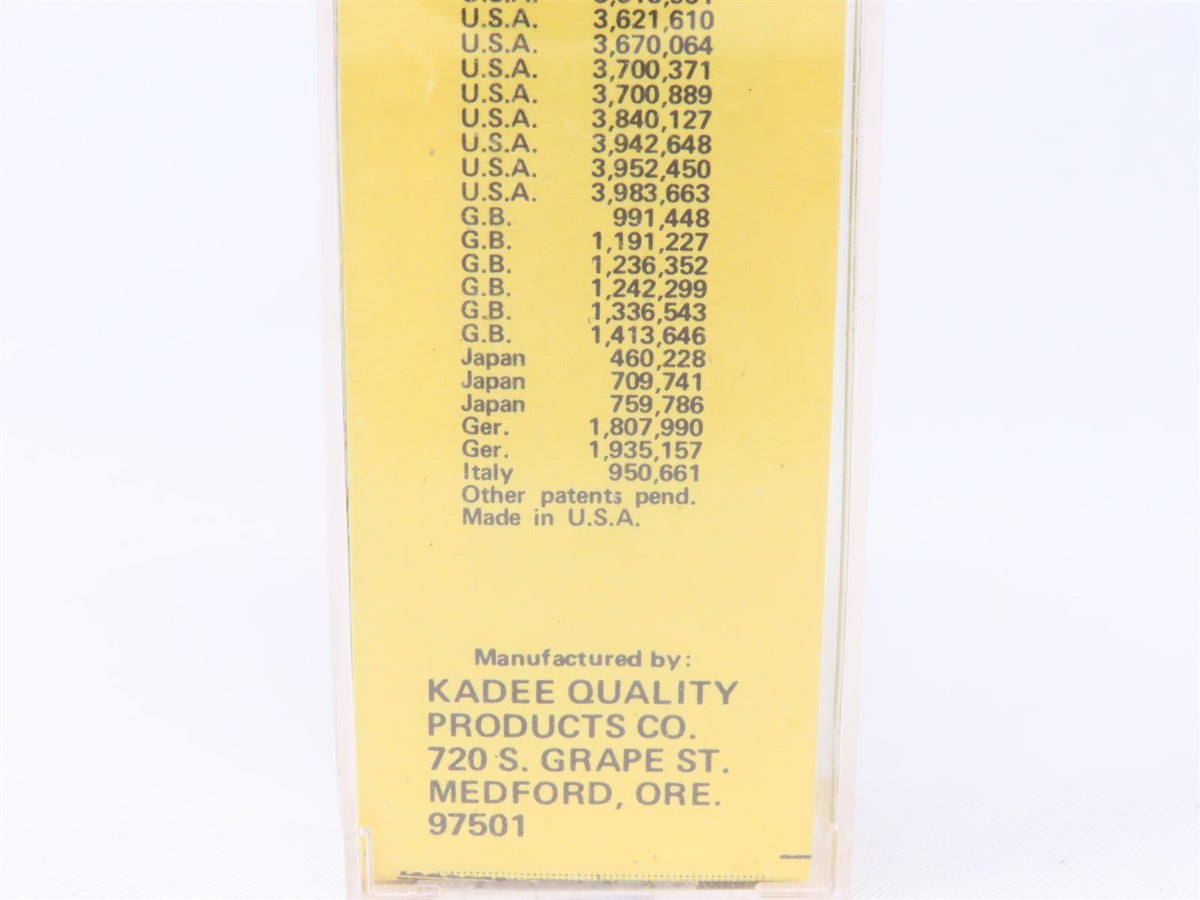 U.S.A. 3,621,610
U.S.A. 3,670,064
U.S.A. 3,700,371
U.S.A. 3,700,889
U.S.A. 3,840,127
U.S.A. 3,942,648
U.S.A. 3,952,450
U.S.A. 3,983,663
G.B. 991,448
G.B. 1,191,227
G.B. 1,236,352
G.B. 1,242,299
G.B. 1,336,543
G.B. 1,413,646
Japan 460,228
Japan 709,741
Japan 759,786
Ger. 1,807,990
Ger. 1,935,157
Italy 950,661
Other patents pend.
Made in U.S.A.
Manufactured by:
KADEE QUALITY
PRODUCTS CO.
720 S. GRAPE ST.
MEDFORD, ORE.
97501